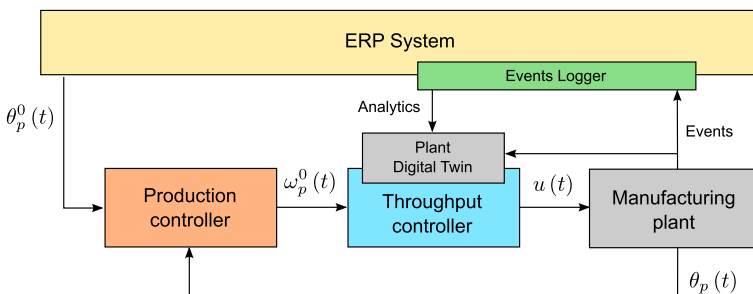 ERP System
Events Logger
θ_p^0 (t)
Analytics
Events
Plant
Digital Twin
Production
controller
ω_p^0 (t)
Throughput
controller
u (t)
Manufacturing
plant
θ_p (t)